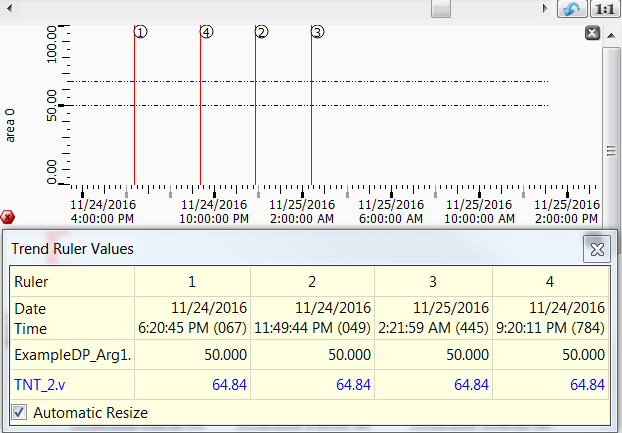 1:1
① ④ ② ③
100.00
50.00
0.00
area 0
11/24/2016 11/24/2016 11/25/2016 11/25/2016 11/25/2016 11/25/2016
4:00:00 PM 10:00:00 PM 2:00:00 AM 6:00:00 AM 10:00:00 AM 2:00:00 PM
Trend Ruler Values
Ruler 1 2 3 4
Date 11/24/2016 11/24/2016 11/25/2016 11/24/2016
Time 6:20:45 PM (067) 11:49:44 PM (049) 2:21:59 AM (445) 9:20:11 PM (784)
ExampleDP_Arg1. 50.000 50.000 50.000 50.000
TNT_2.v 64.84 64.84 64.84 64.84
Automatic Resize